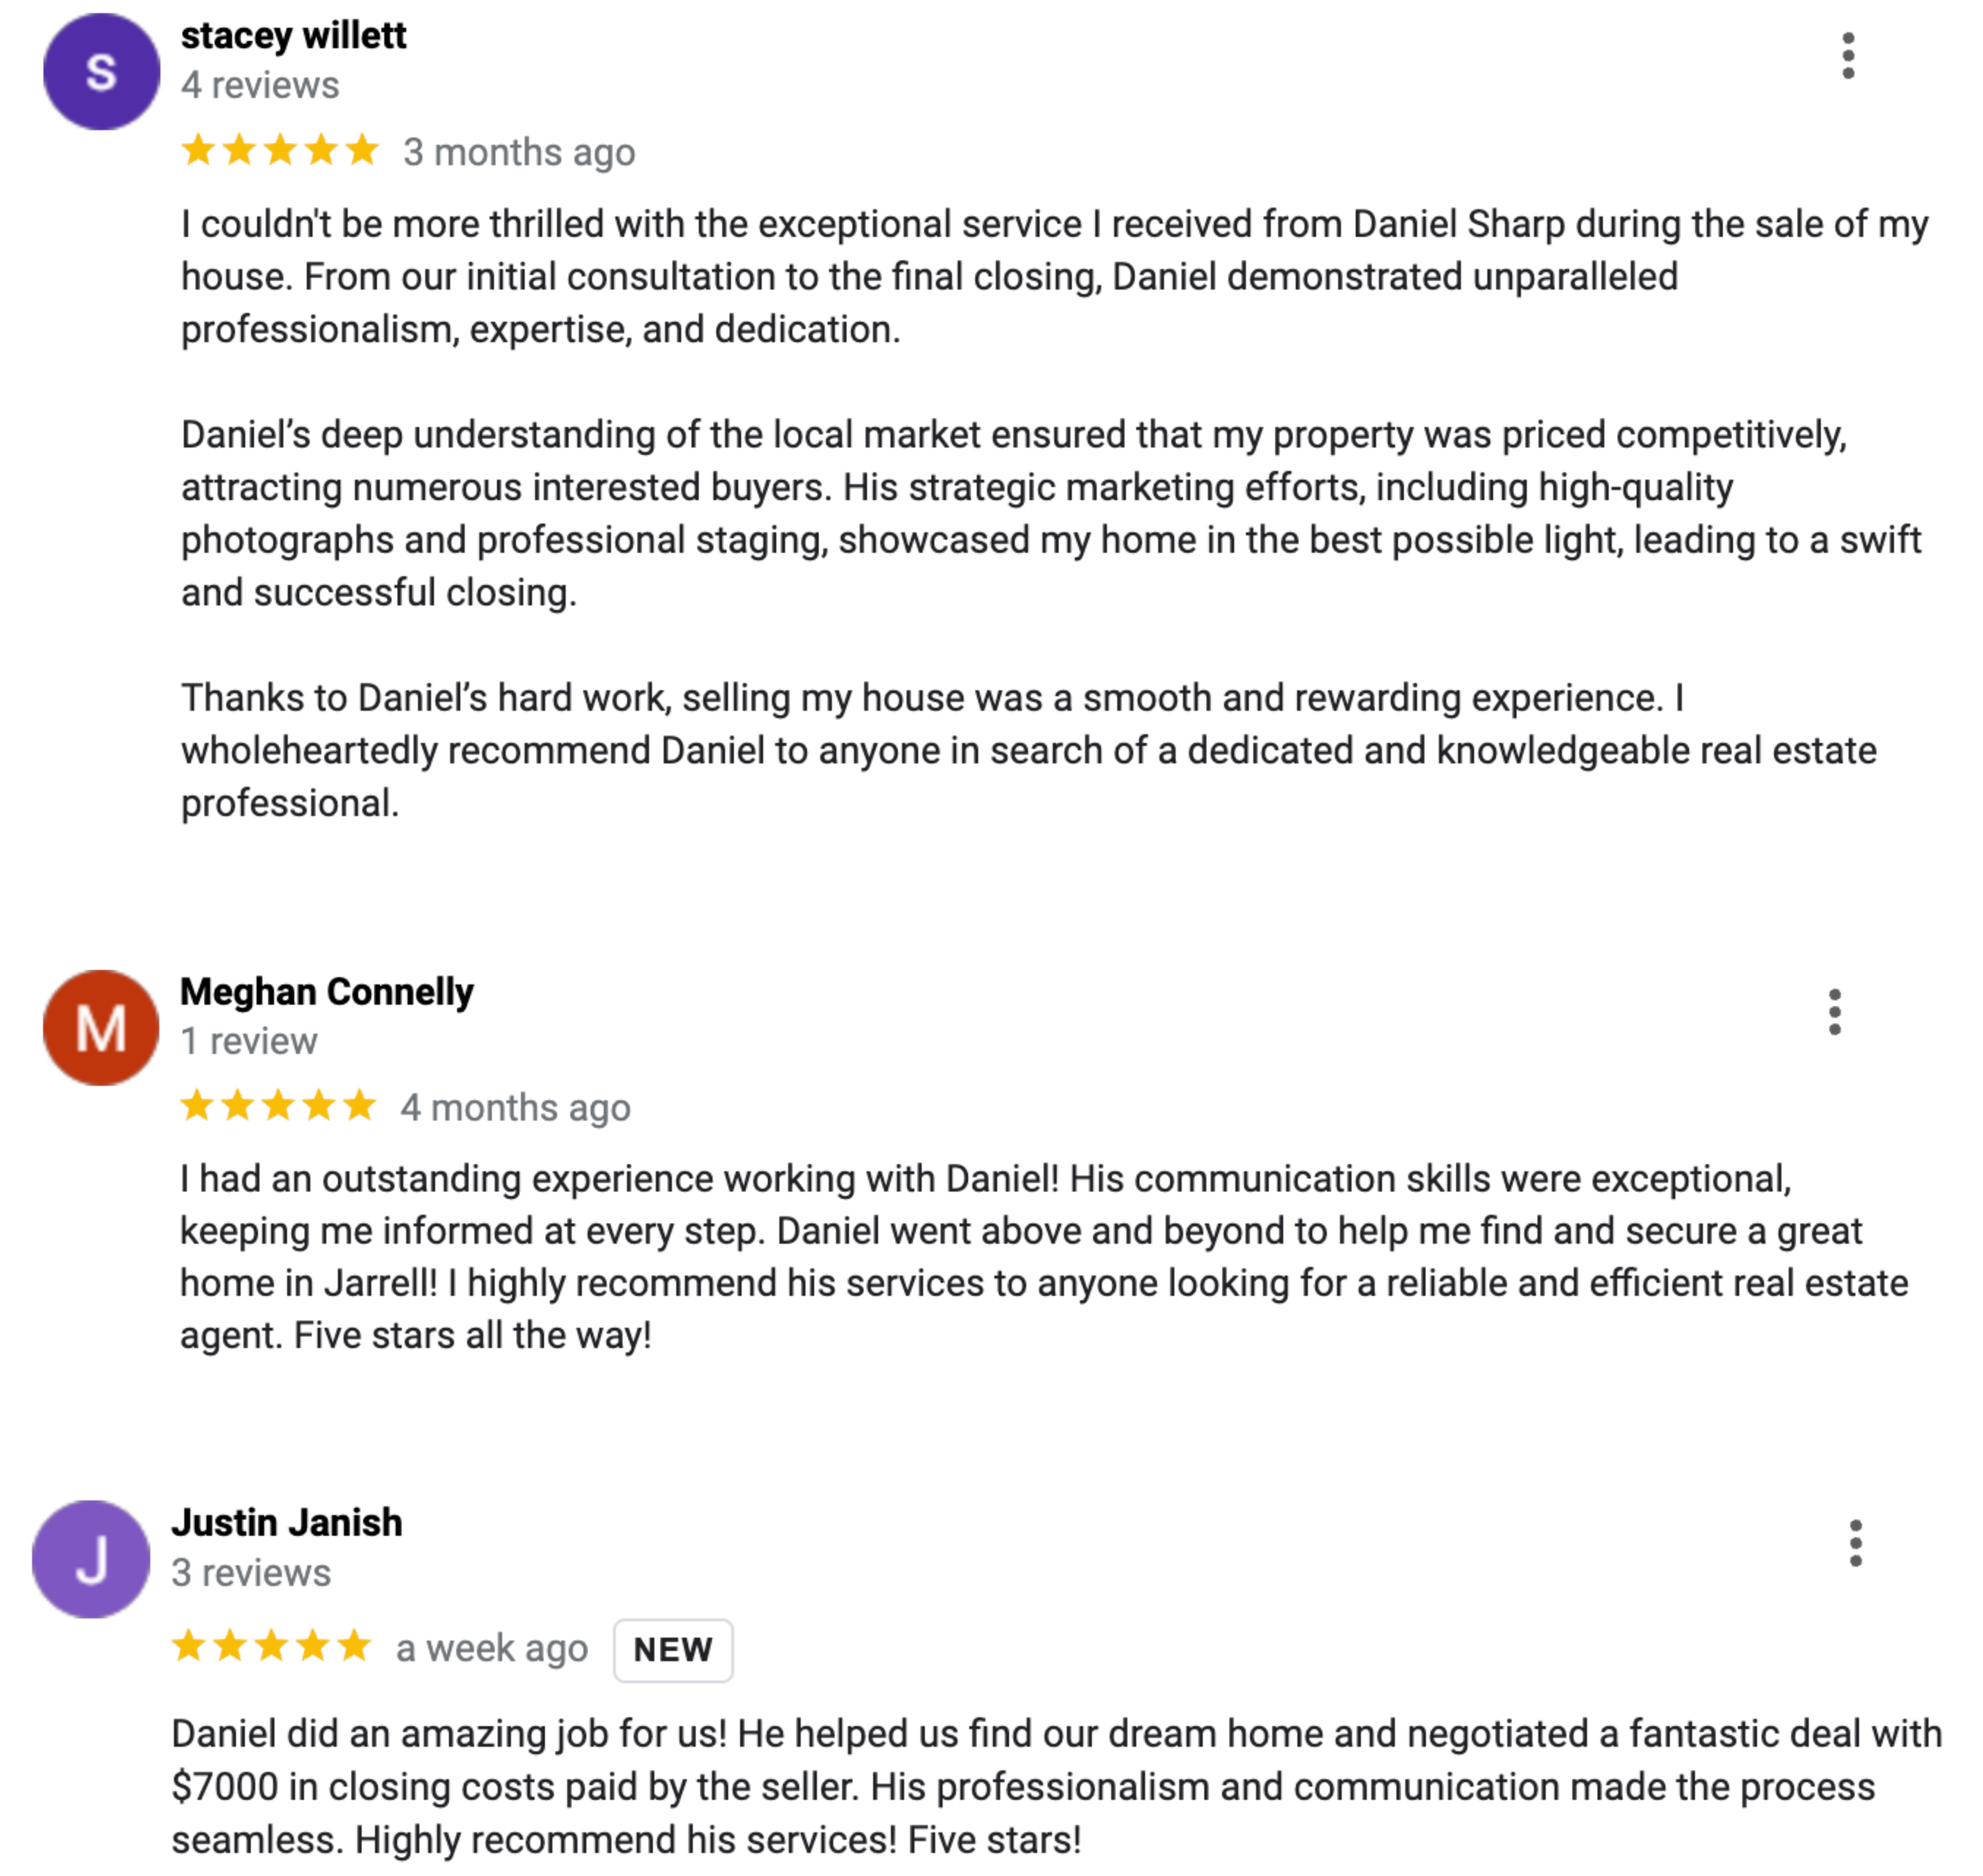 S
stacey willett
4 reviews
3 months ago
I couldn't be more thrilled with the exceptional service I received from Daniel Sharp during the sale of my
house. From our initial consultation to the final closing, Daniel demonstrated unparalleled
professionalism, expertise, and dedication.
Daniel’s deep understanding of the local market ensured that my property was priced competitively,
attracting numerous interested buyers. His strategic marketing efforts, including high-quality
photographs and professional staging, showcased my home in the best possible light, leading to a swift
and successful closing.
Thanks to Daniel’s hard work, selling my house was a smooth and rewarding experience. I
wholeheartedly recommend Daniel to anyone in search of a dedicated and knowledgeable real estate
professional.
M
Meghan Connelly
1 review
4 months ago
I had an outstanding experience working with Daniel! His communication skills were exceptional,
keeping me informed at every step. Daniel went above and beyond to help me find and secure a great
home in Jarrell! I highly recommend his services to anyone looking for a reliable and efficient real estate
agent. Five stars all the way!
J
Justin Janish
3 reviews
a week ago NEW
Daniel did an amazing job for us! He helped us find our dream home and negotiated a fantastic deal with
$7000 in closing costs paid by the seller. His professionalism and communication made the process
seamless. Highly recommend his services! Five stars!